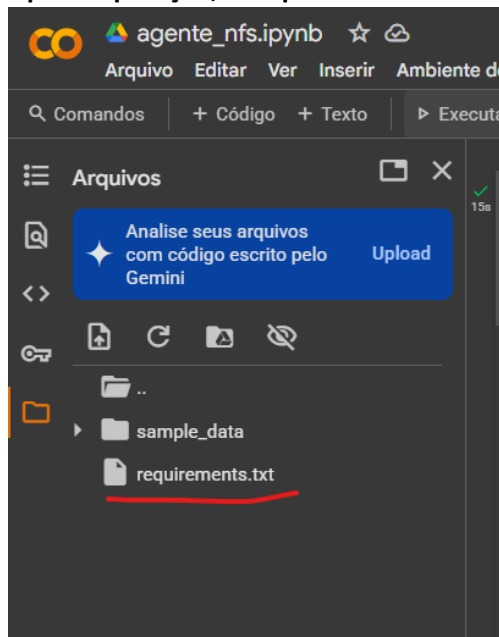 agente_nfs.ipynb
Arquivo Editar Ver Inserir Ambiente de
Comandos + Código + Texto Executa
Arquivos
15s
Analise seus arquivos
com código escrito pelo
Gemini
Upload
..
sample_data
requirements.txt